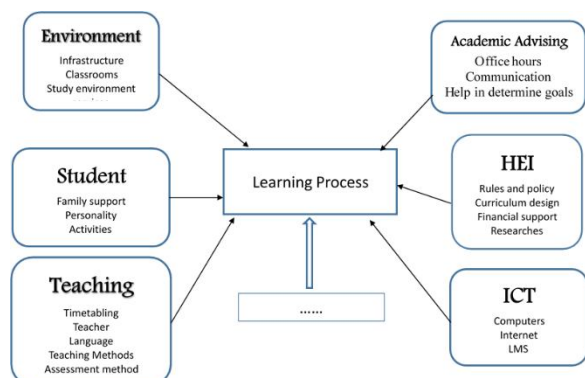 Environment
Infrastructure
Classrooms
Study environment
Academic Advising
Office hours
Communication
Help in determine goals
Student
Family support
Personality
Activities
Learning Process
HEI
Rules and policy
Curriculum design
Financial support
Researches
Teaching
Timetabling
Teacher
Language
Teaching Methods
Assessment method
......
ICT
Computers
Internet
LMS